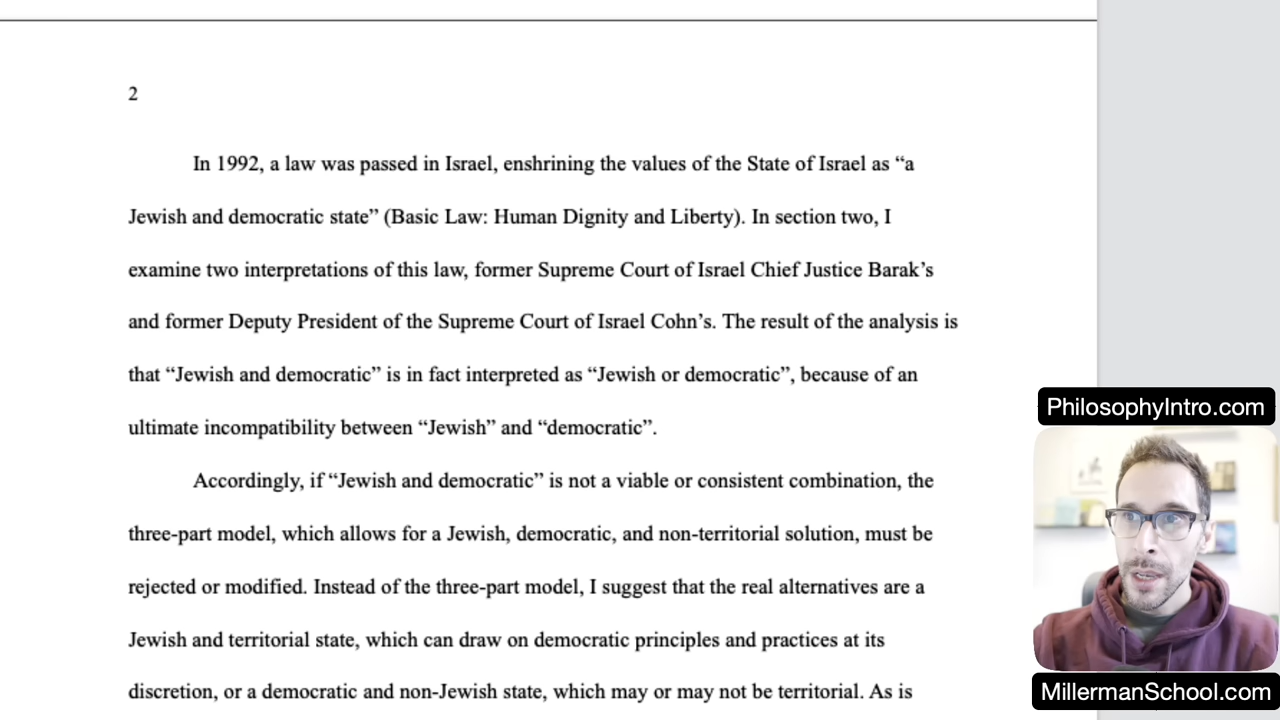 2
In 1992, a law was passed in Israel, enshrining the values of the State of Israel as “a
Jewish and democratic state” (Basic Law: Human Dignity and Liberty). In section two, I
examine two interpretations of this law, former Supreme Court of Israel Chief Justice Barak’s
and former Deputy President of the Supreme Court of Israel Cohn’s. The result of the analysis is
that “Jewish and democratic” is in fact interpreted as “Jewish or democratic”, because of an
ultimate incompatibility between “Jewish” and “democratic”.
Accordingly, if “Jewish and democratic” is not a viable or consistent combination, the
three-part model, which allows for a Jewish, democratic, and non-territorial solution, must be
rejected or modified. Instead of the three-part model, I suggest that the real alternatives are a
Jewish and territorial state, which can draw on democratic principles and practices at its
discretion, or a democratic and non-Jewish state, which may or may not be territorial. As is
PhilosophyIntro.com
MillermanSchool.com